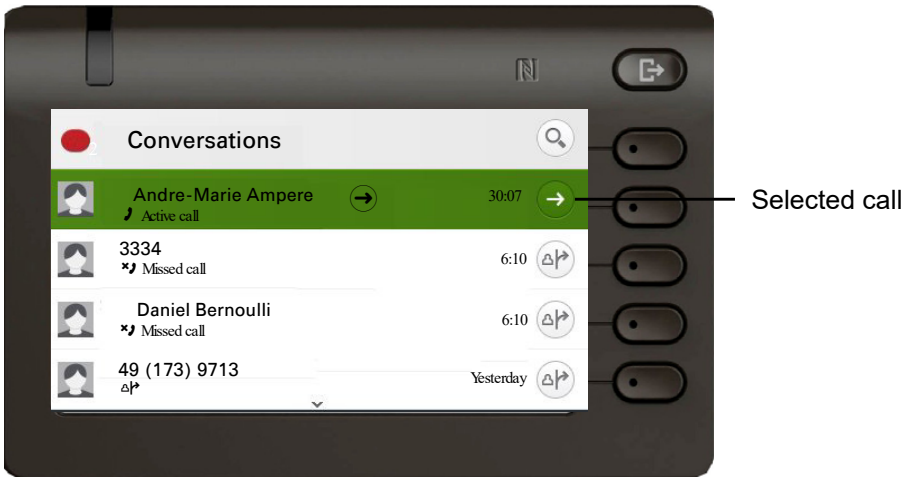 Conversations
Andre-Marie Ampere 30:07
Active call
Selected call
3334
Missed call 6:10
Daniel Bernoulli
Missed call 6:10
49 (173) 9713
Yesterday